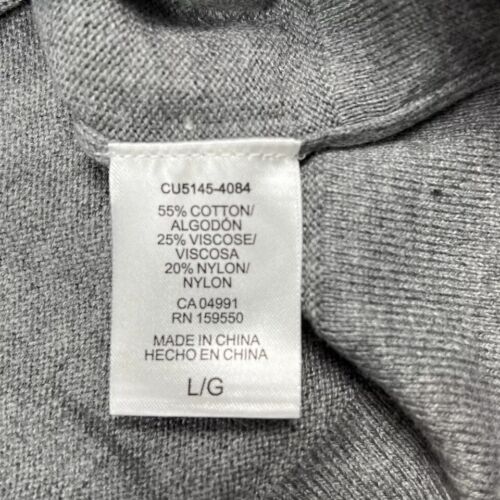 CU5145-4084
55% COTTON/
ALGODÓN
25% VISCOSE/
VISCOSA
20% NYLON/
NYLON
CA 04991
RN 159550
MADE IN CHINA
HECHO EN CHINA
L/G